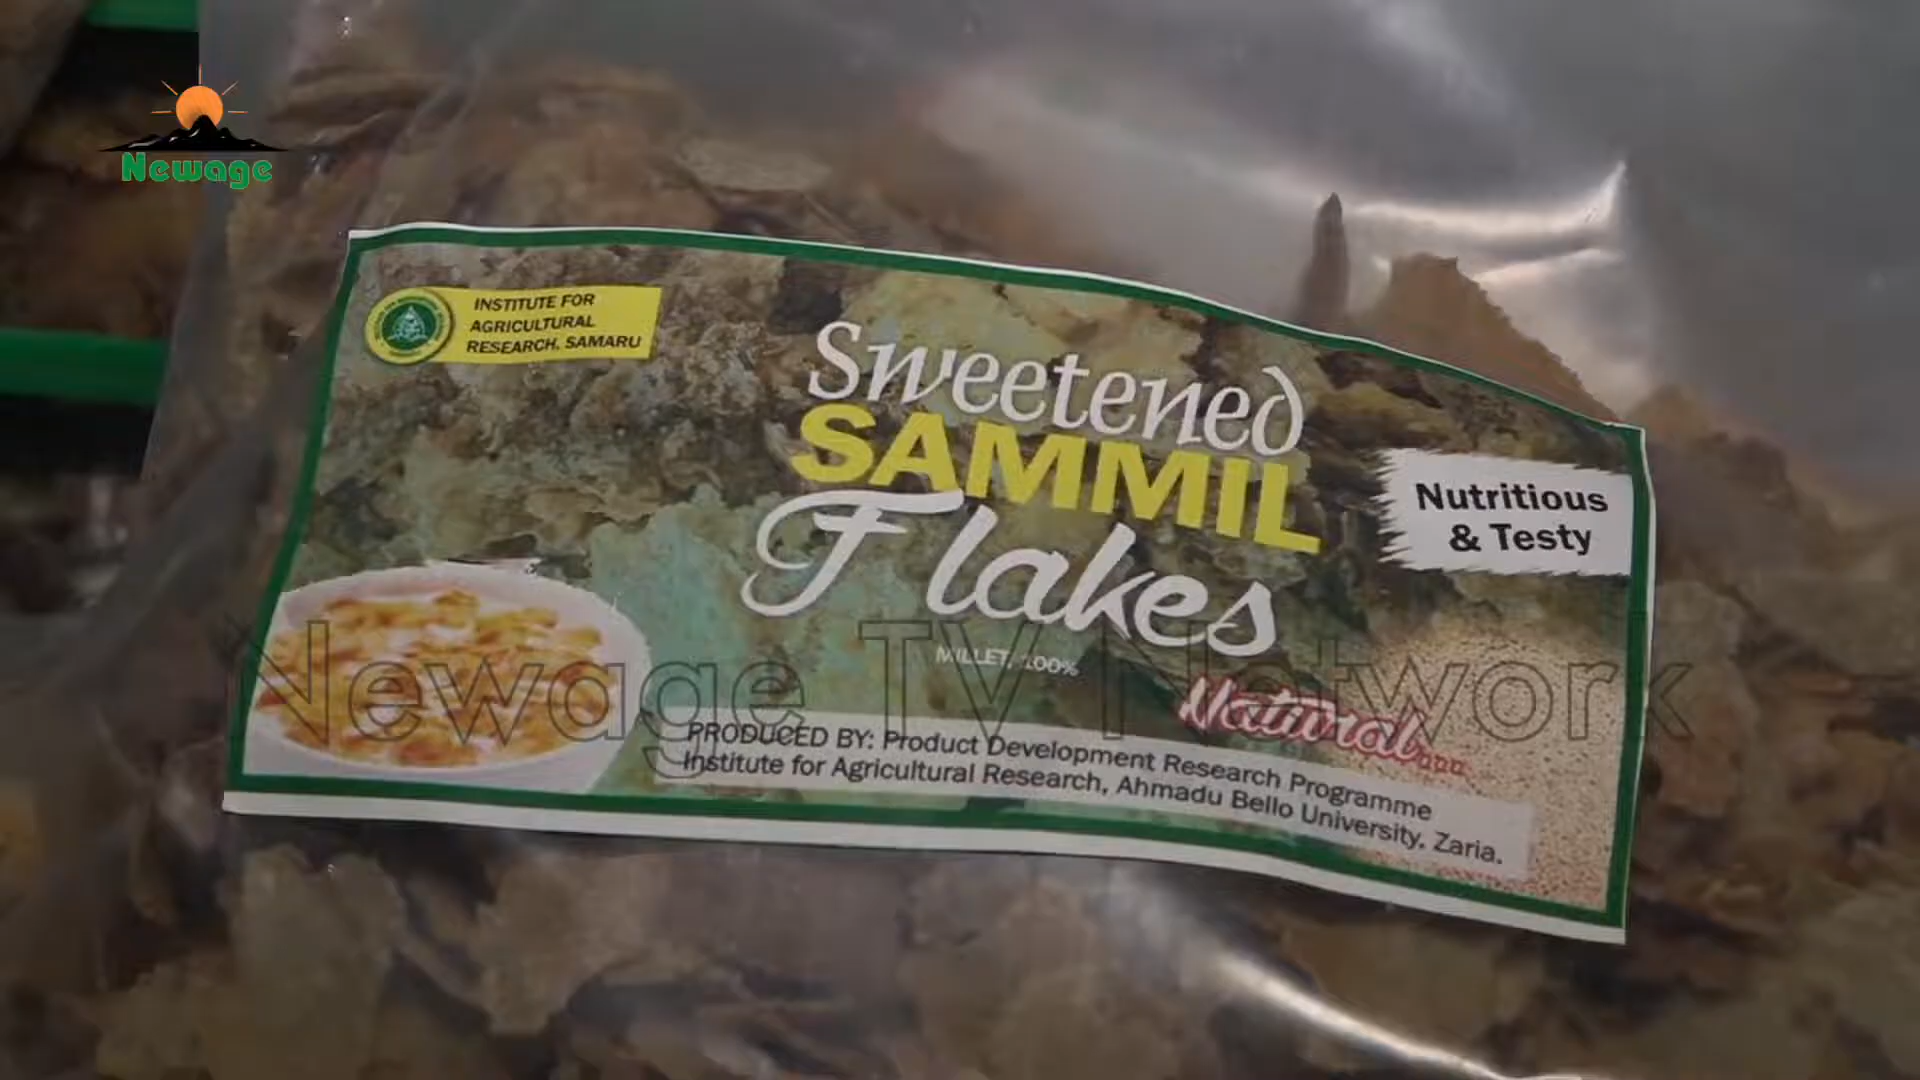 Newage
INSTITUTE FOR
AGRICULTURAL
RESEARCH, SAMARU
Sweetened
SAMMIL
Flakes
MILLET, 100%
Nutritious
& Testy
Natural...
PRODUCED BY: Product Development Research Programme
Institute for Agricultural Research, Ahmadu Bello University, Zaria.
Newage TV Network